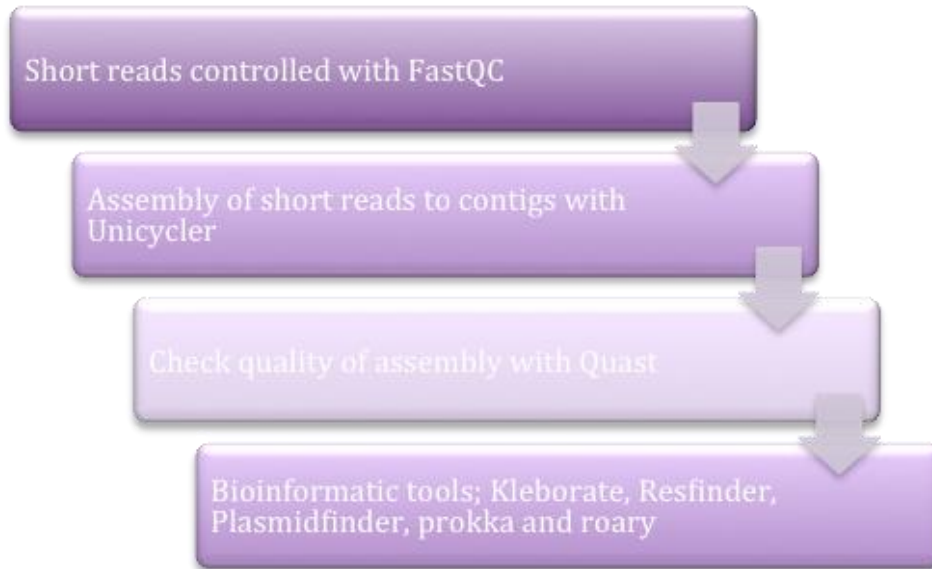 Short reads controlled with FastQC
Assembly of short reads to contigs with
Unicycler
Check quality of assembly with Quast
Bioinformatic tools; Kleborate, Resfinder,
Plasmidfinder, prokka and roary